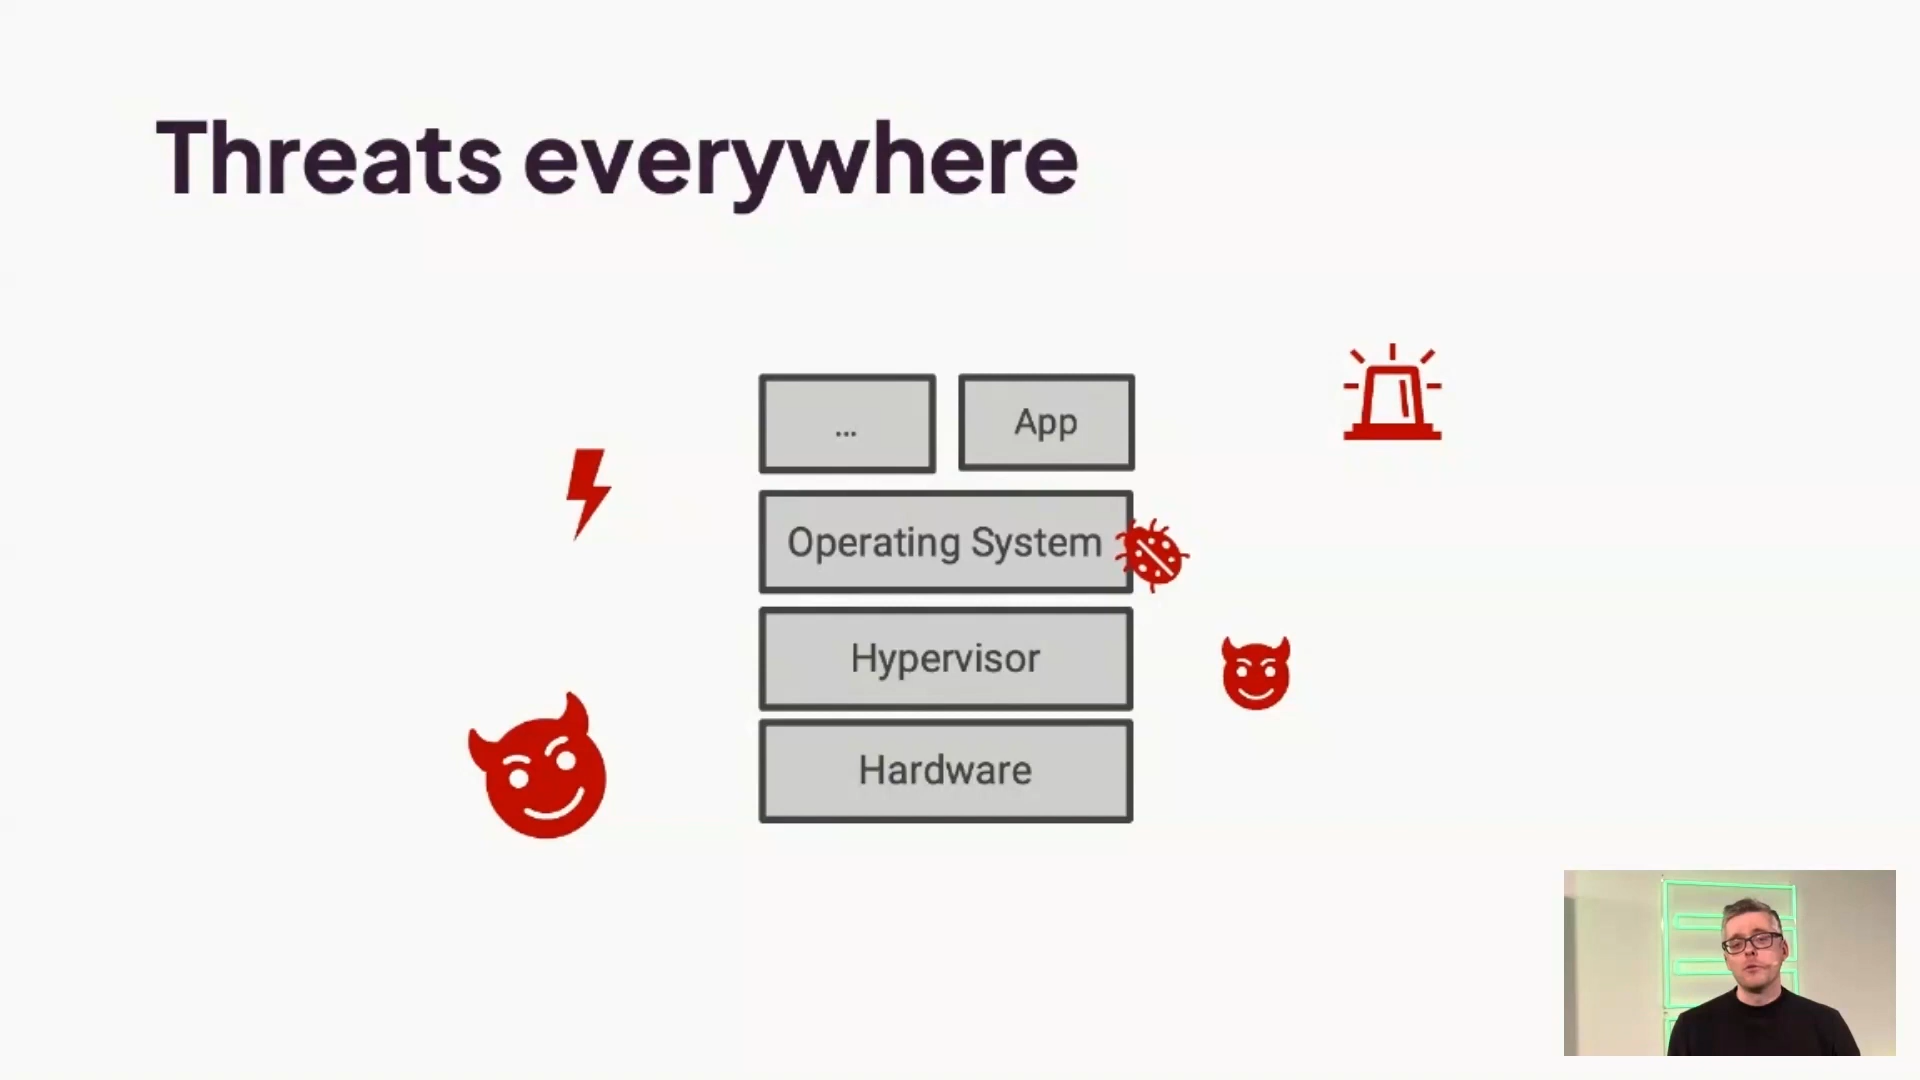 Threats everywhere
... App
Operating System
Hypervisor
Hardware